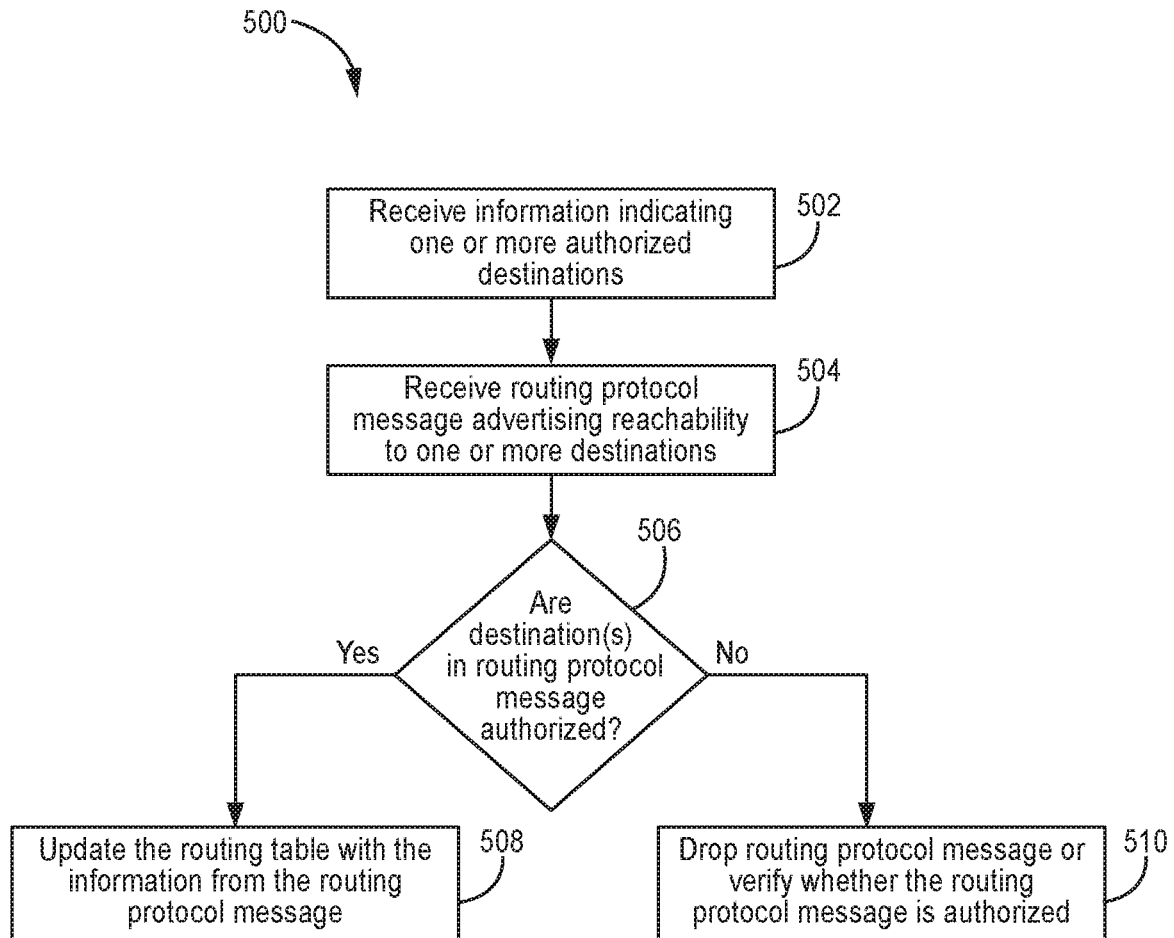 500
Receive information indicating
one or more authorized
destinations
502
Receive routing protocol
message advertising reachability
to one or more destinations
504
506
Are
destination(s)
in routing protocol
message
authorized?
Yes
No
Update the routing table with the
information from the routing
protocol message
508
Drop routing protocol message or
verify whether the routing
protocol message is authorized
510